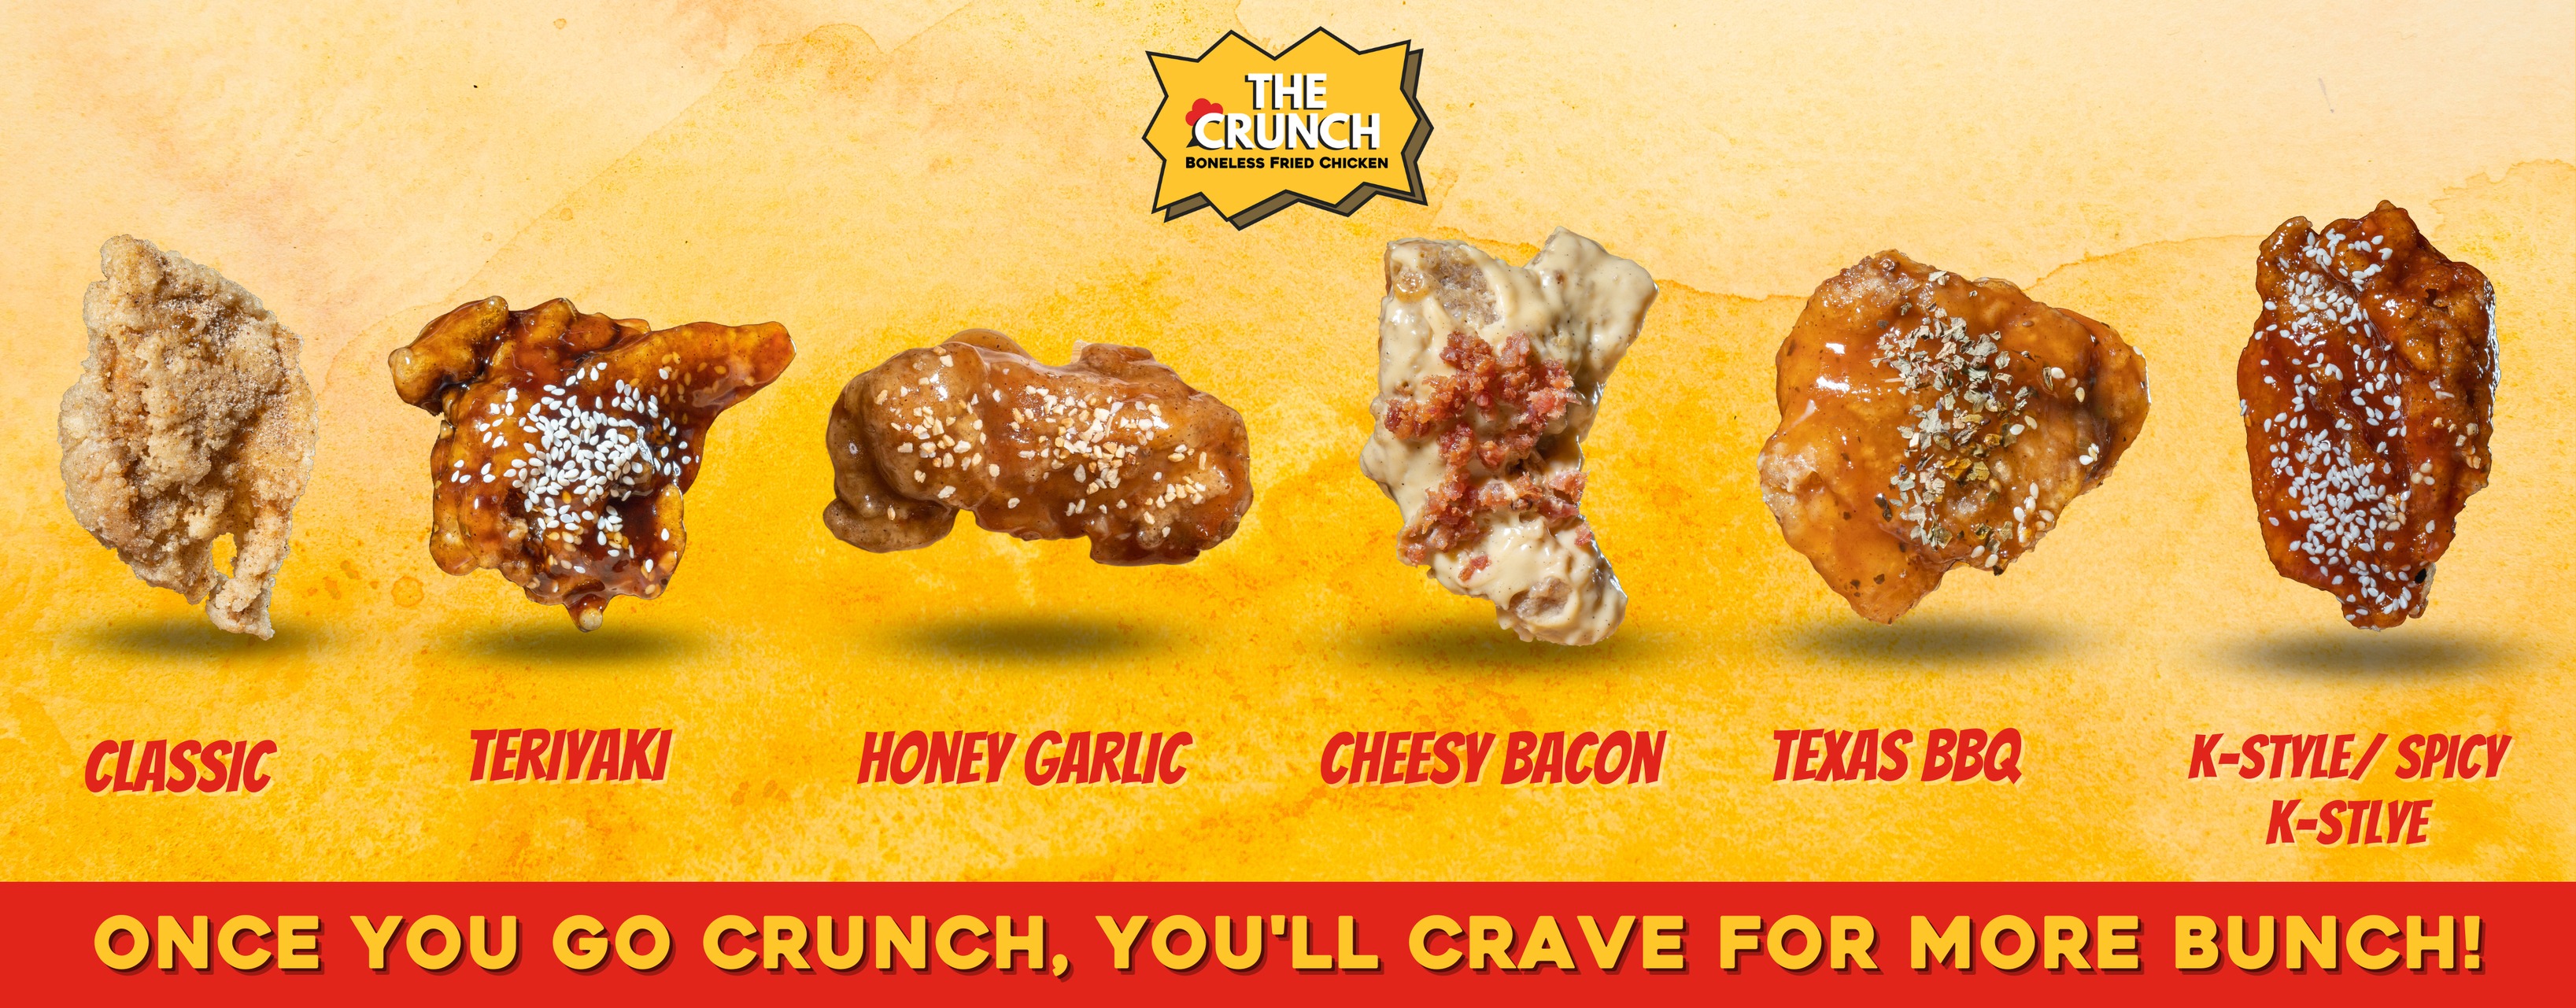 THE
CRUNCH
BONELESS FRIED CHICKEN
CLASSIC
TERIYAKI
HONEY GARLIC
CHEESY BACON
TEXAS BBQ
K-STYLE/ SPICY
K-STLYE
ONCE YOU GO CRUNCH, YOU'LL CRAVE FOR MORE BUNCH!